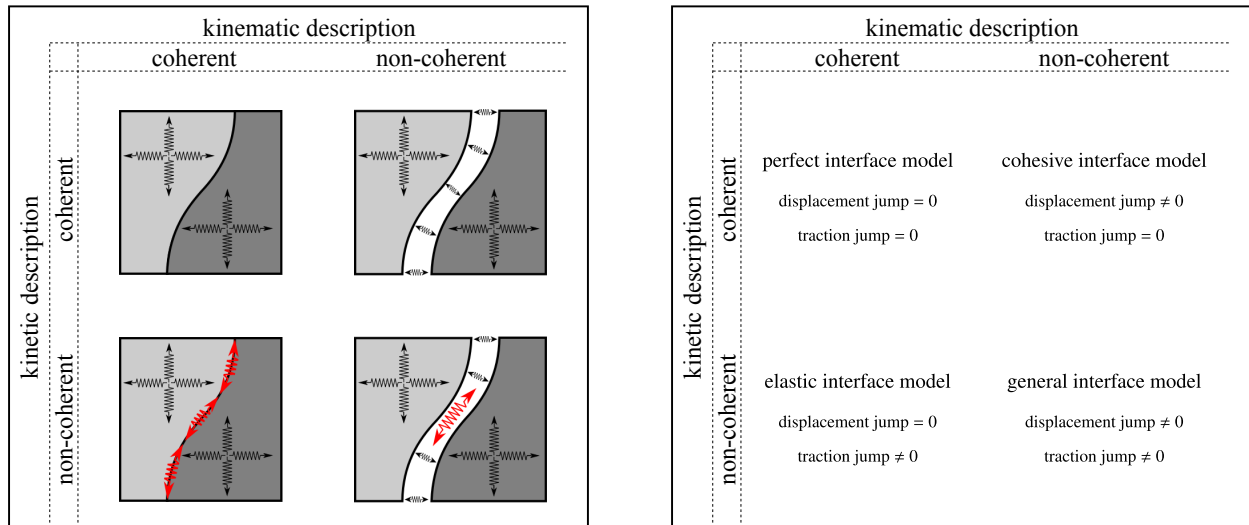 kinematic description
coherent non-coherent
kinetic description
coherent
non-coherent
kinematic description
coherent non-coherent
kinetic description
coherent
perfect interface model
displacement jump = 0
traction jump = 0
cohesive interface model
displacement jump ≠ 0
traction jump = 0
non-coherent
elastic interface model
displacement jump = 0
traction jump ≠ 0
general interface model
displacement jump ≠ 0
traction jump ≠ 0